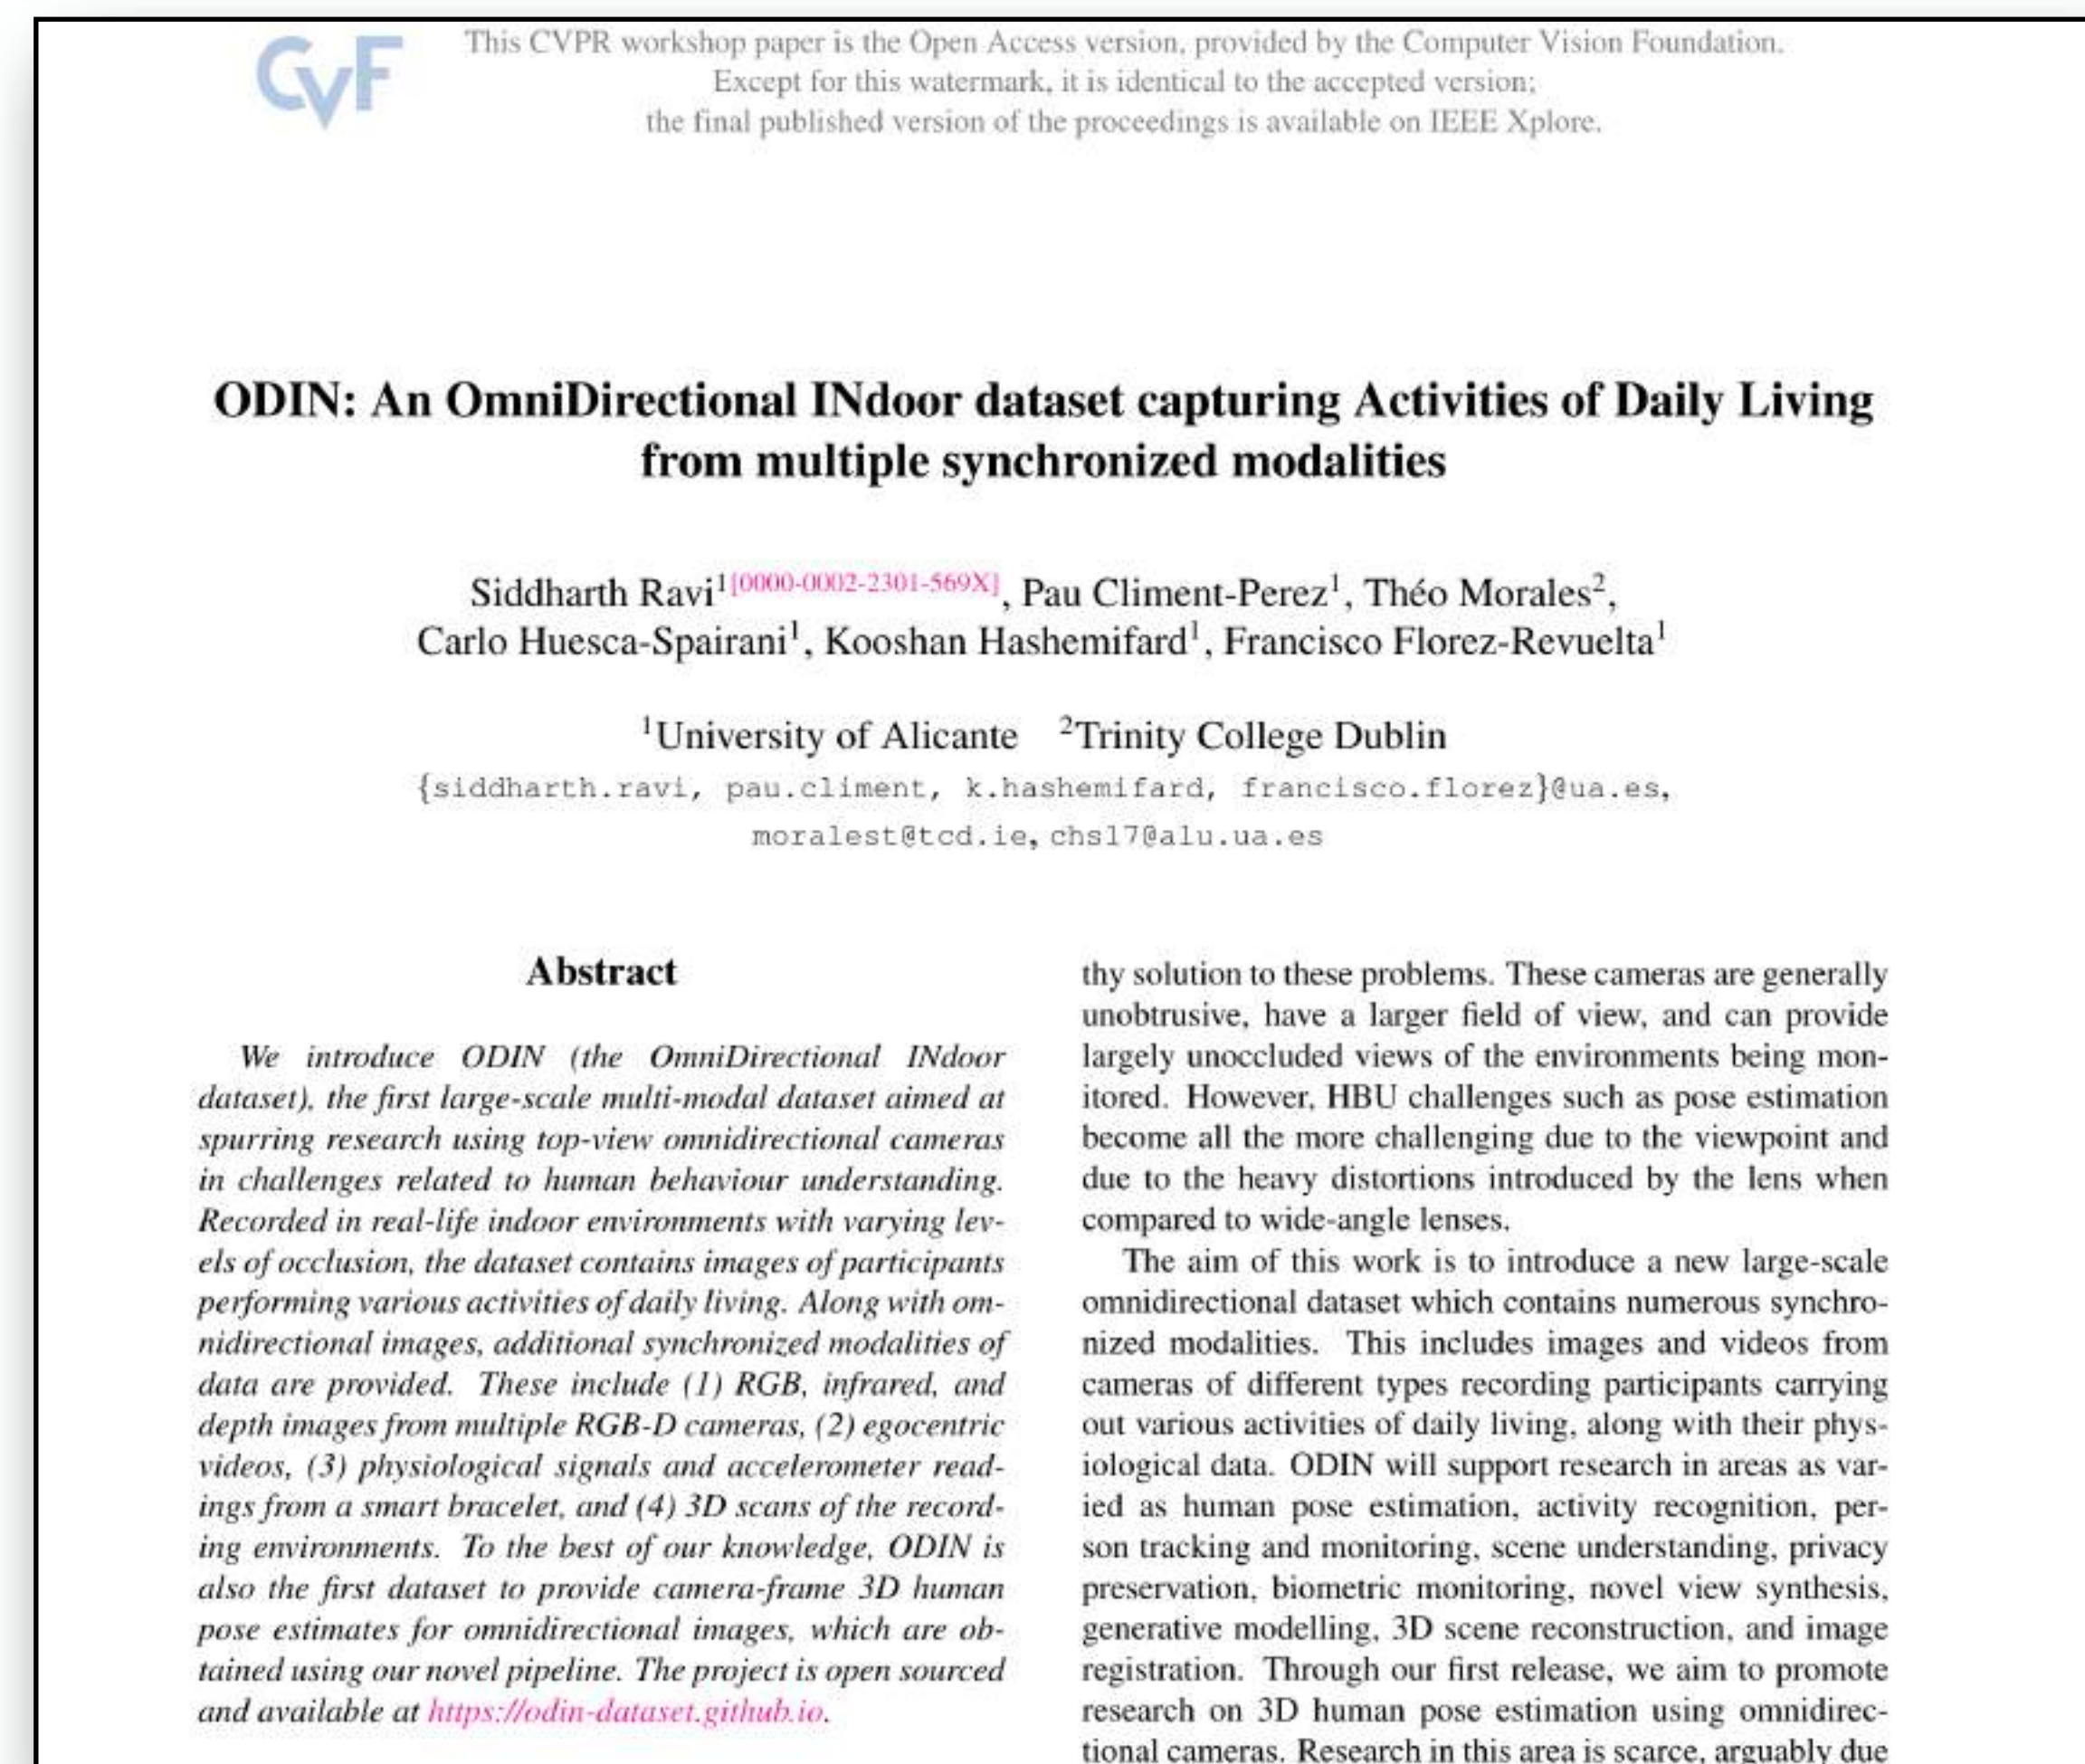 CVF
This CVPR workshop paper is the Open Access version, provided by the Computer Vision Foundation.
Except for this watermark, it is identical to the accepted version;
the final published version of the proceedings is available on IEEE Xplore.
ODIN: An OmniDirectional INdoor dataset capturing Activities of Daily Living
from multiple synchronized modalities
Siddharth Ravi¹[0000-0002-2301-569X], Pau Climent-Perez¹, Théo Morales²,
Carlo Huesca-Spairani¹, Kooshan Hashemifard¹, Francisco Florez-Revuelta¹
¹University of Alicante ²Trinity College Dublin
{siddharth.ravi, pau.climent, k.hashemifard, francisco.florez}@ua.es,
moralest@tcd.ie, chs17@alu.ua.es
Abstract
We introduce ODIN (the OmniDirectional INdoor
dataset), the first large-scale multi-modal dataset aimed at
spurring research using top-view omnidirectional cameras
in challenges related to human behaviour understanding.
Recorded in real-life indoor environments with varying lev-
els of occlusion, the dataset contains images of participants
performing various activities of daily living. Along with om-
nidirectional images, additional synchronized modalities of
data are provided. These include (1) RGB, infrared, and
depth images from multiple RGB-D cameras, (2) egocentric
videos, (3) physiological signals and accelerometer read-
ings from a smart bracelet, and (4) 3D scans of the record-
ing environments. To the best of our knowledge, ODIN is
also the first dataset to provide camera-frame 3D human
pose estimates for omnidirectional images, which are ob-
tained using our novel pipeline. The project is open sourced
and available at https://odin-dataset.github.io.
thy solution to these problems. These cameras are generally
unobtrusive, have a larger field of view, and can provide
largely unoccluded views of the environments being mon-
itored. However, HBU challenges such as pose estimation
become all the more challenging due to the viewpoint and
due to the heavy distortions introduced by the lens when
compared to wide-angle lenses.
The aim of this work is to introduce a new large-scale
omnidirectional dataset which contains numerous synchro-
nized modalities. This includes images and videos from
cameras of different types recording participants carrying
out various activities of daily living, along with their phys-
iological data. ODIN will support research in areas as var-
ied as human pose estimation, activity recognition, per-
son tracking and monitoring, scene understanding, privacy
preservation, biometric monitoring, novel view synthesis,
generative modelling, 3D scene reconstruction, and image
registration. Through our first release, we aim to promote
research on 3D human pose estimation using omnidirec-
tional cameras. Research in this area is scarce, arguably due